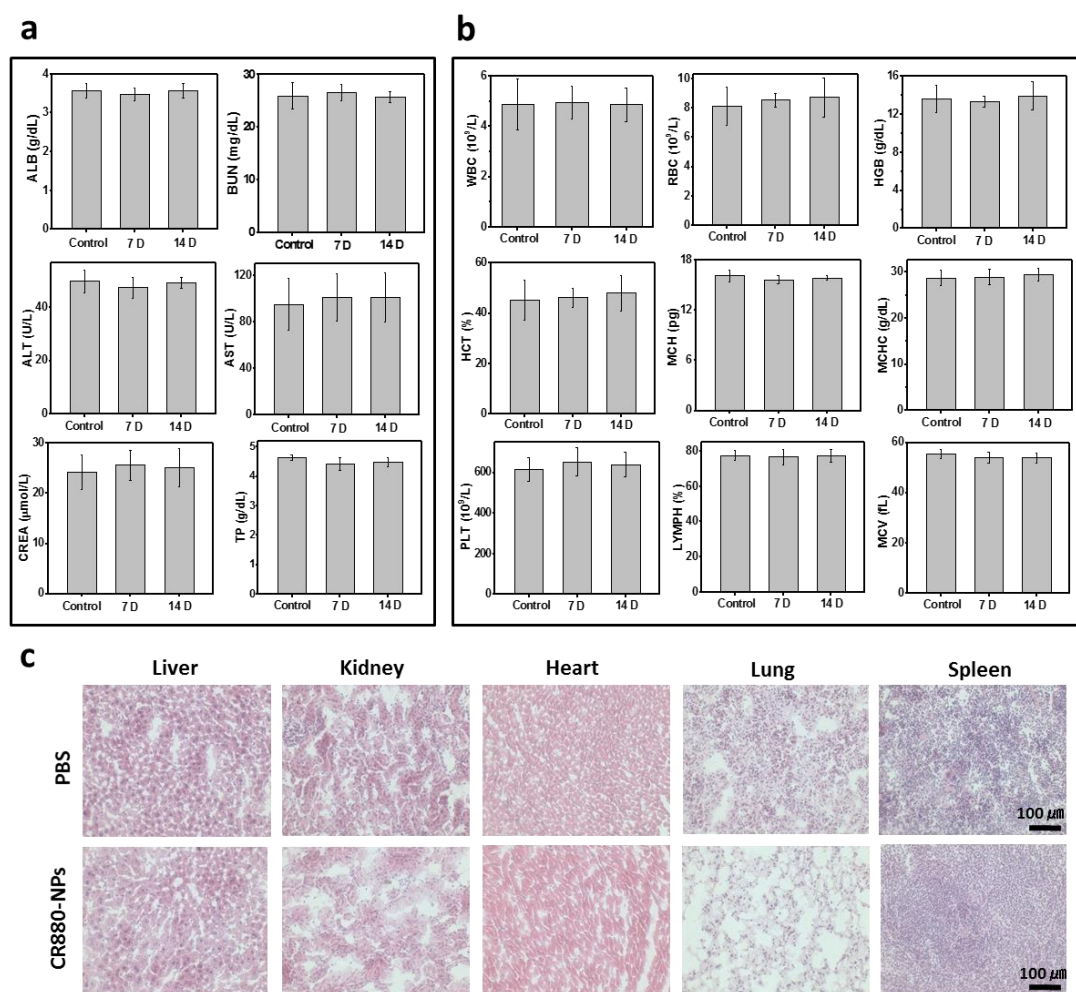 a
b
ALB (g/dL)
4
3
2
1
0
Control 7 D 14 D
BUN (mg/dL)
30
20
10
0
Control 7 D 14 D
WBC (10⁹/L)
6
4
2
0
Control 7 D 14 D
RBC (10⁹/L)
10
8
6
4
2
0
Control 7 D 14 D
HGB (g/dL)
16
12
8
4
0
Control 7 D 14 D
ALT (U/L)
40
20
0
Control 7 D 14 D
AST (U/L)
120
80
40
0
Control 7 D 14 D
HCT (%)
60
40
20
0
Control 7 D 14 D
MCH (pg)
18
12
6
0
Control 7 D 14 D
MCHC (g/dL)
30
20
10
0
Control 7 D 14 D
CREA (μmol/L)
30
20
10
0
Control 7 D 14 D
TP (g/dL)
5
4
3
2
1
0
Control 7 D 14 D
PLT (10⁹/L)
600
400
200
0
Control 7 D 14 D
LYMPH (%)
80
60
40
20
0
Control 7 D 14 D
MCV (fL)
60
40
20
0
Control 7 D 14 D
c
Liver Kidney Heart Lung Spleen
PBS
100 μm
CR880-NPs
100 μm